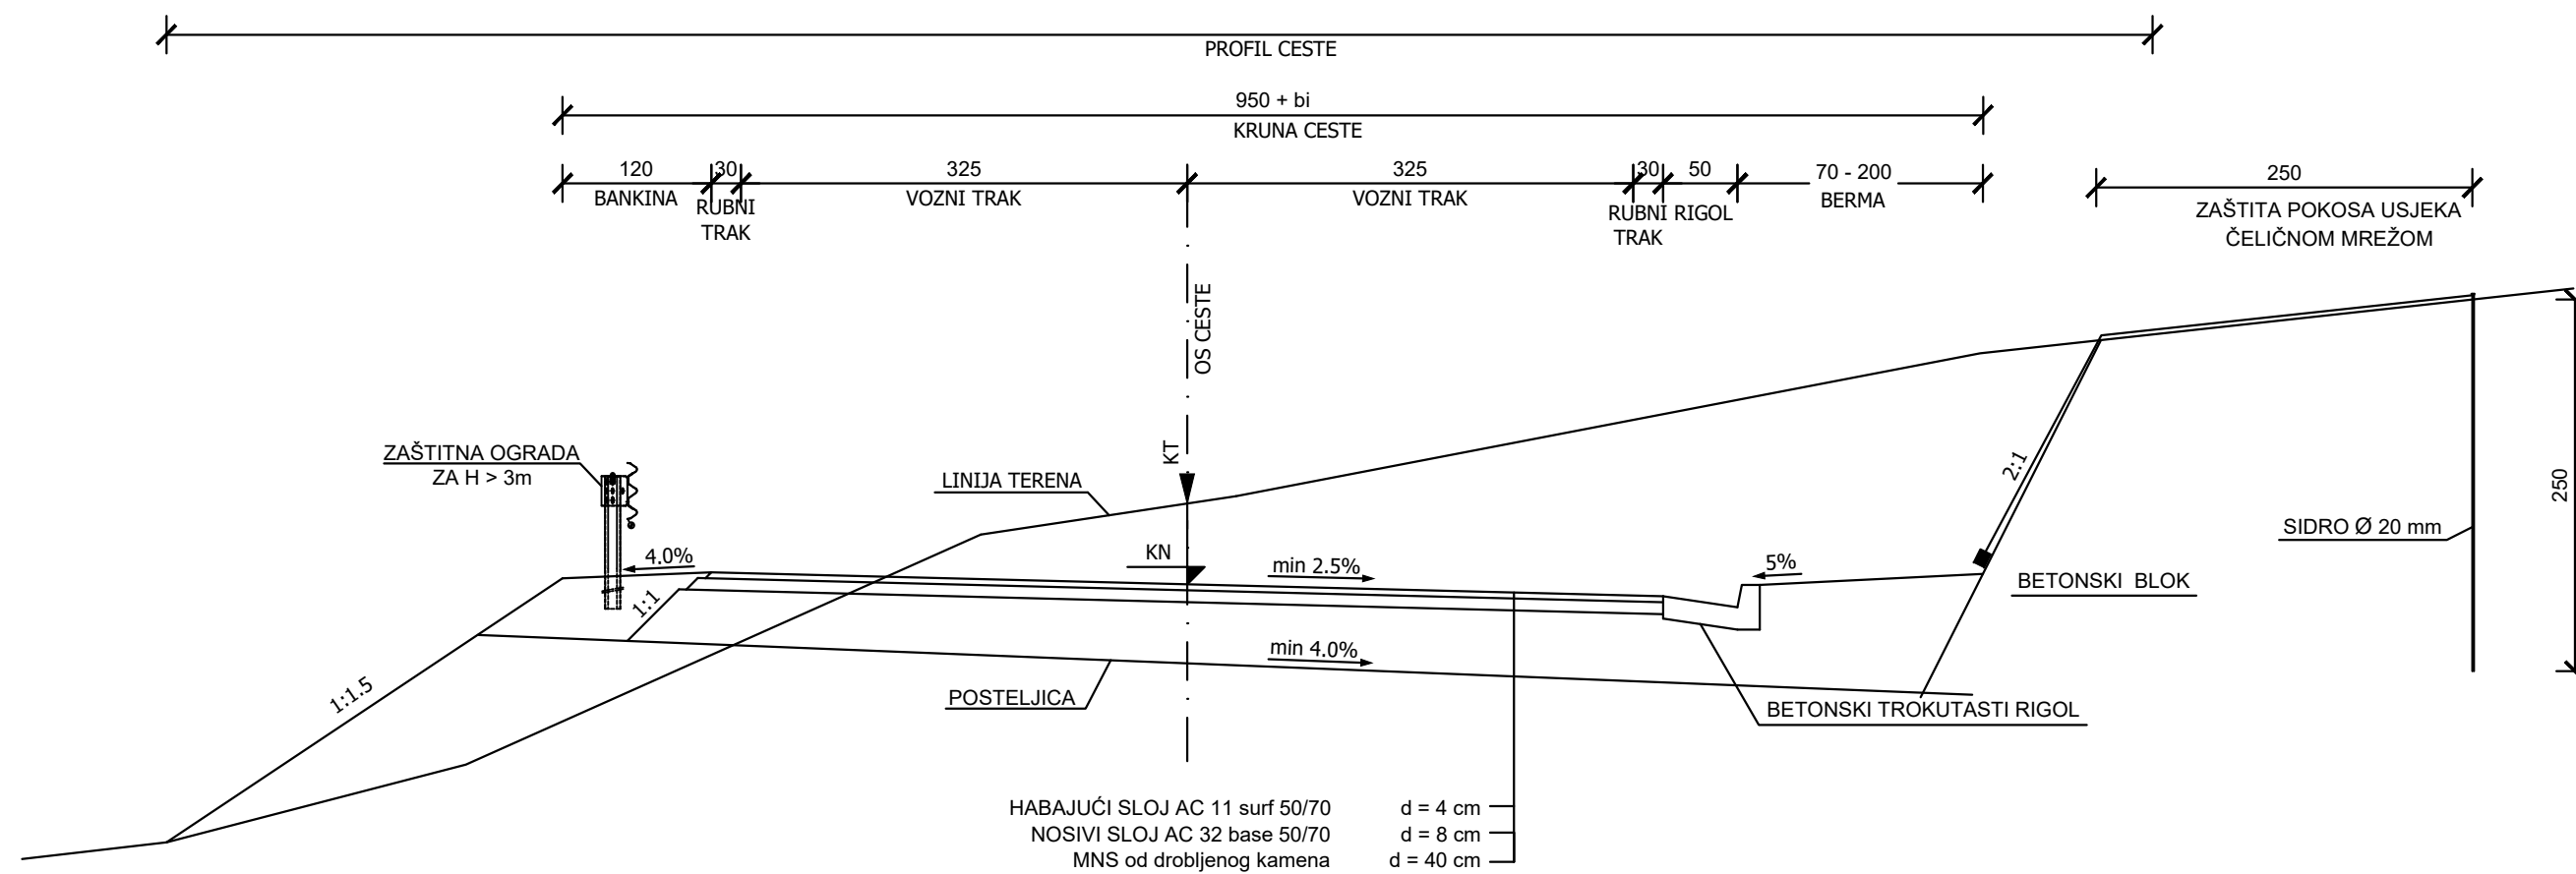 PROFIL CESTE
950 + bi
KRUNA CESTE
120
30
325
325
30
50
70 - 200
250
BANKINA
RUBNI
TRAK
VOZNI TRAK
VOZNI TRAK
RUBNI
TRAK
RIGOL
BERMA
ZAŠTITA POKOSA USJEKA
ČELIČNOM MREŽOM
OS CESTE
KT
ZAŠTITNA OGRADA
ZA H > 3m
LINIJA TERENA
2:1
250
SIDRO Ø 20 mm
4.0%
KN
min 2.5%
5%
BETONSKI BLOK
1:1
min 4.0%
1:1.5
POSTELJICA
BETONSKI TROKUTASTI RIGOL
HABAJUĆI SLOJ AC 11 surf 50/70 d = 4 cm
NOSIVI SLOJ AC 32 base 50/70 d = 8 cm
MNS od drobljenog kamena d = 40 cm